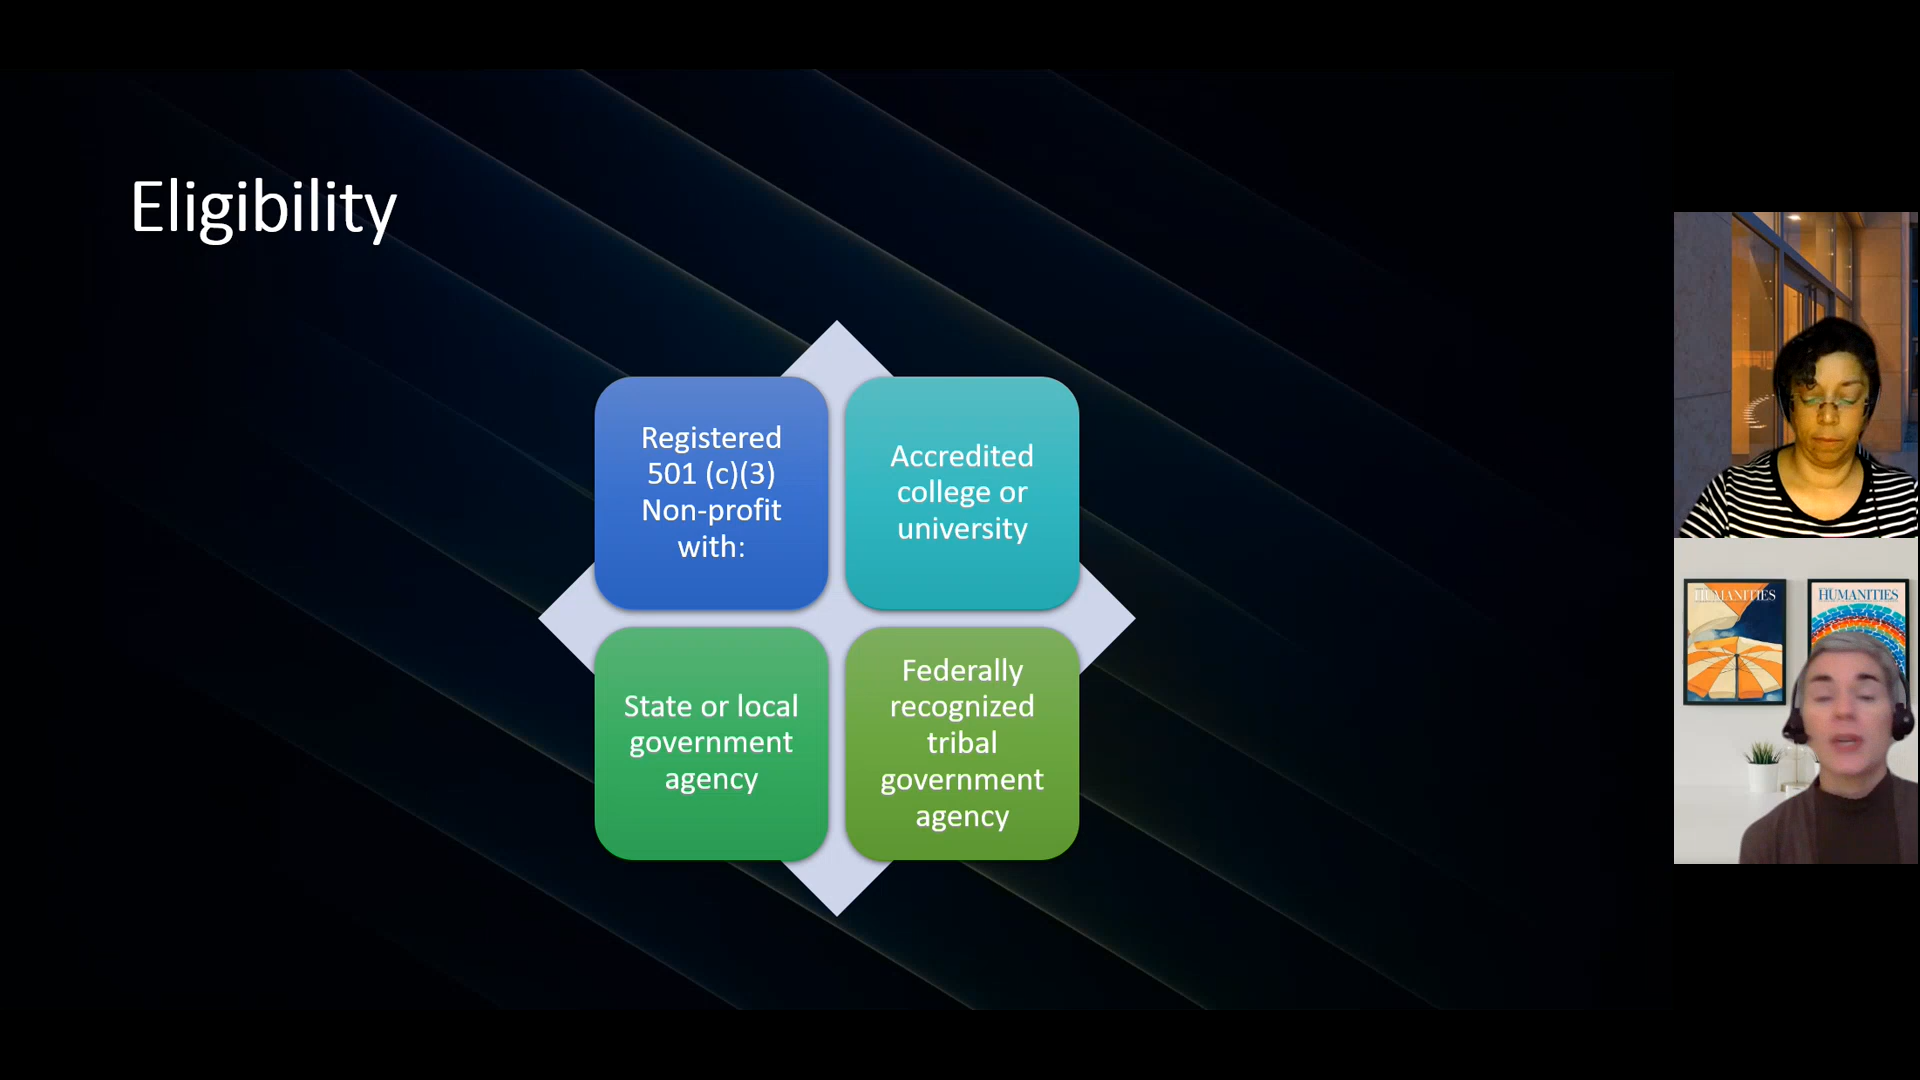 Eligibility
Registered
501 (c)(3)
Non-profit
with:
Accredited
college or
university
State or local
government
agency
Federally
recognized
tribal
government
agency
HUMANITIES
HUMANITIES